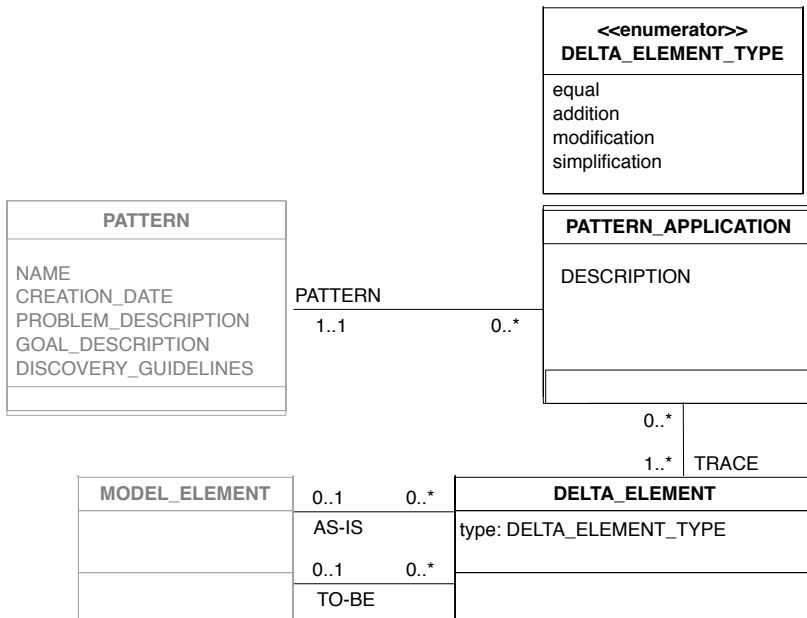 <<enumerator>>
DELTA_ELEMENT_TYPE
equal
addition
modification
simplification
PATTERN
NAME
CREATION_DATE
PROBLEM_DESCRIPTION
GOAL_DESCRIPTION
DISCOVERY_GUIDELINES
PATTERN
1..1 0..*
PATTERN_APPLICATION
DESCRIPTION
0..*
1..* TRACE
MODEL_ELEMENT
0..1 0..*
AS-IS
0..1 0..*
TO-BE
DELTA_ELEMENT
type: DELTA_ELEMENT_TYPE